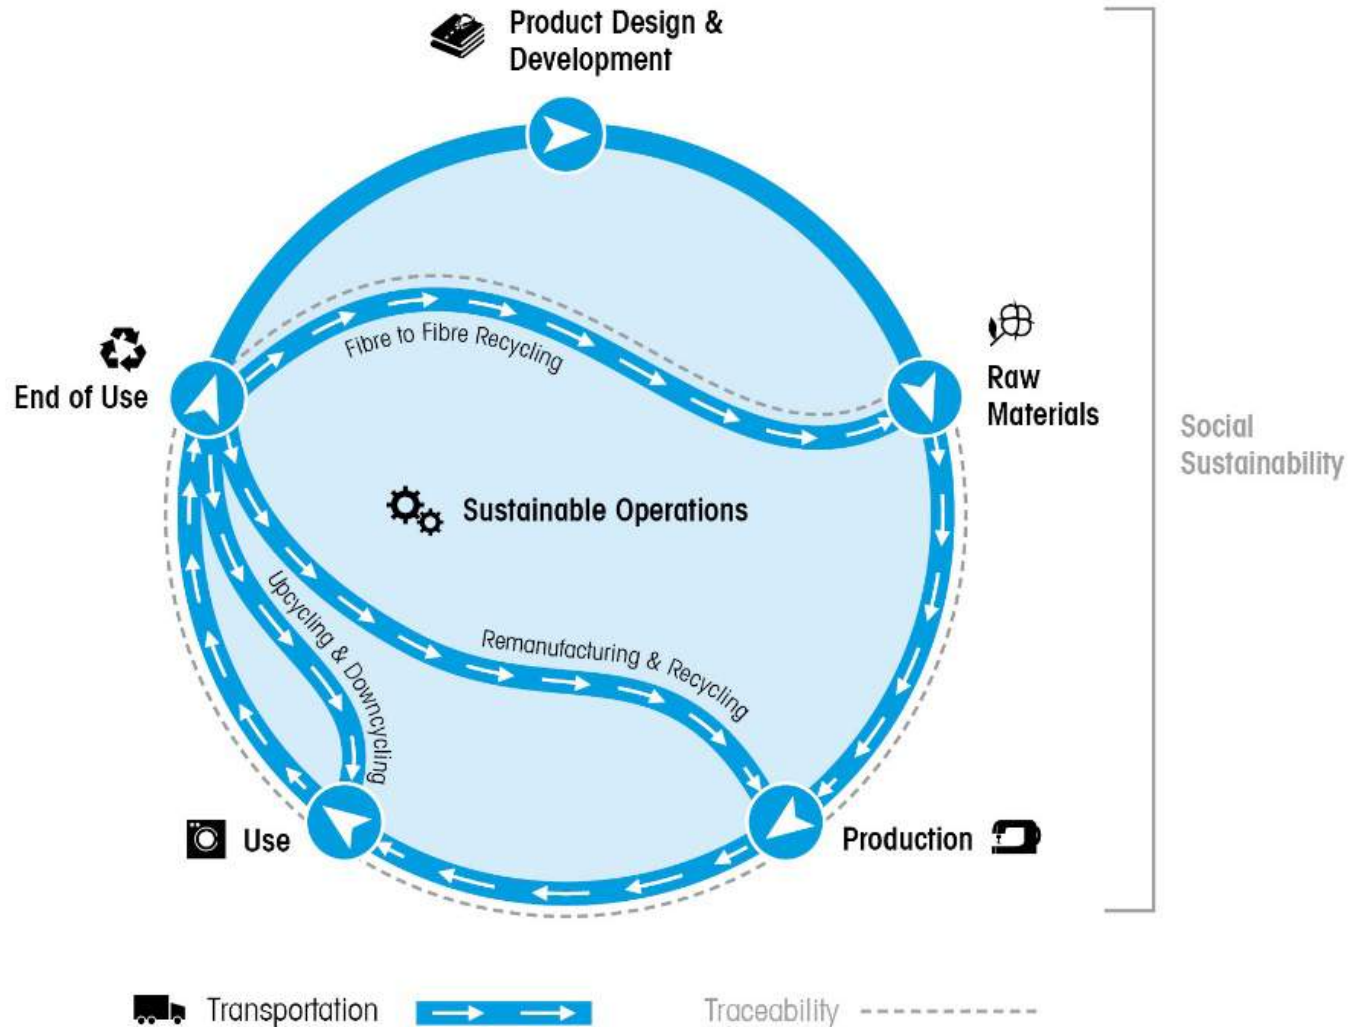 Product Design &
Development
Fibre to Fibre Recycling
End of Use
Raw
Materials
Social
Sustainability
Sustainable Operations
Upcycling & Downcycling
Remanufacturing & Recycling
Use
Production
Transportation
Traceability